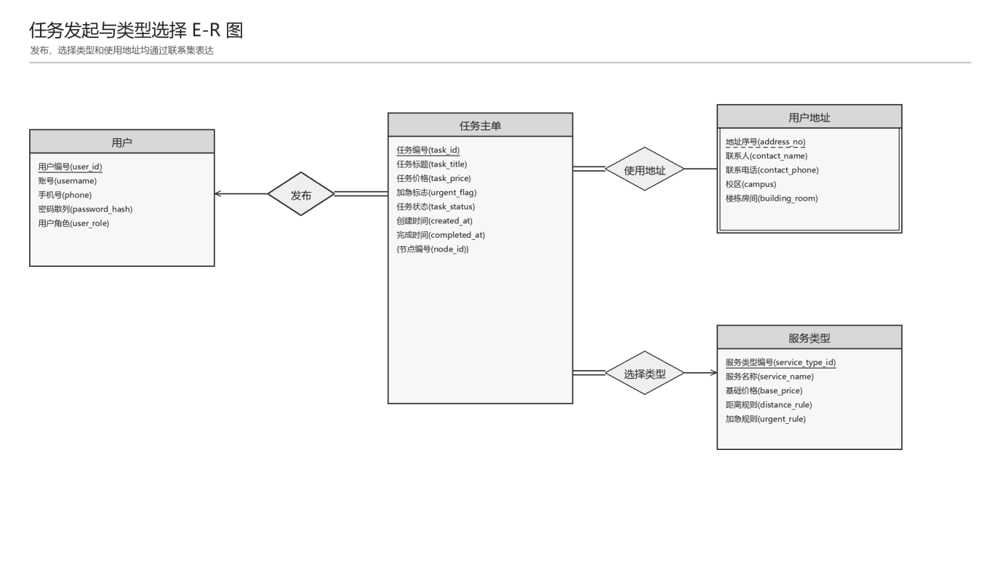 任务发起与类型选择 E-R 图
发布、选择类型和使用地址均通过联系集表达
用户
用户编号(user_id)
账号(username)
手机号(phone)
密码散列(password_hash)
用户角色(user_role)
发布
任务主单
任务编号(task_id)
任务标题(task_title)
任务价格(task_price)
加急标志(urgent_flag)
任务状态(task_status)
创建时间(created_at)
完成时间(completed_at)
{节点编号(node_id)}
使用地址
用户地址
地址序号(address_no)
联系人(contact_name)
联系电话(contact_phone)
校区(campus)
楼栋房间(building_room)
选择类型
服务类型
服务类型编号(service_type_id)
服务名称(service_name)
基础价格(base_price)
距离规则(distance_rule)
加急规则(urgent_rule)